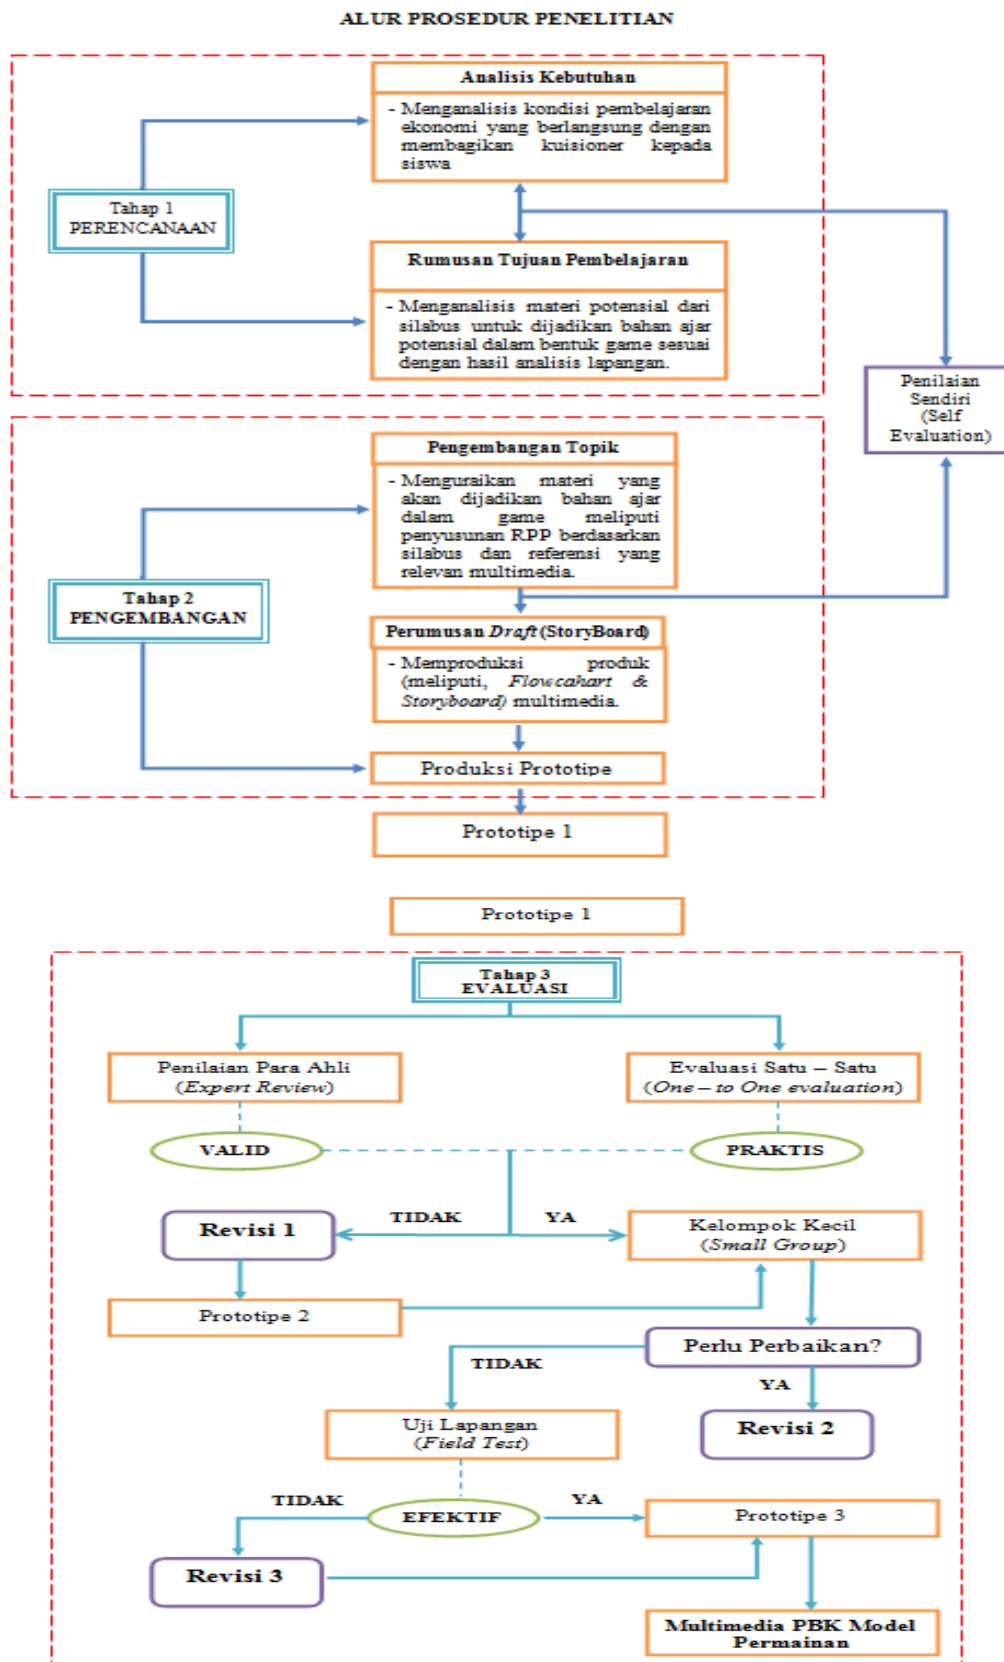 ALUR PROSEDUR PENELITIAN
Analisis Kebutuhan
- Menganalisis kondisi pembelajaran
ekonomi yang berlangsung dengan
membagikan kuisioner kepada
siswa
Tahap 1
PERENCANAAN
Rumusan Tujuan Pembelajaran
- Menganalisis materi potensial dari
silabus untuk dijadikan bahan ajar
potensial dalam bentuk game sesuai
dengan hasil analisis lapangan.
Penilaian
Sendiri
(Self
Evaluation)
Pengembangan Topik
- Menguraikan materi yang
akan dijadikan bahan ajar
dalam game meliputi
penyusunan RPP berdasarkan
silabus dan referensi yang
relevan multimedia.
Tahap 2
PENGEMBANGAN
Perumusan Draft (StoryBoard)
- Memproduksi produk
(meliputi, Flowcahart &
Storyboard) multimedia.
Produksi Prototipe
Prototipe 1
Prototipe 1
Tahap 3
EVALUASI
Penilaian Para Ahli
(Expert Review)
Evaluasi Satu – Satu
(One – to One evaluation)
VALID
PRAKTIS
TIDAK
YA
Revisi 1
Kelompok Kecil
(Small Group)
Prototipe 2
Perlu Perbaikan?
TIDAK
YA
Uji Lapangan
(Field Test)
Revisi 2
TIDAK
YA
EFEKTIF
Prototipe 3
Revisi 3
Multimedia PBK Model
Permainan